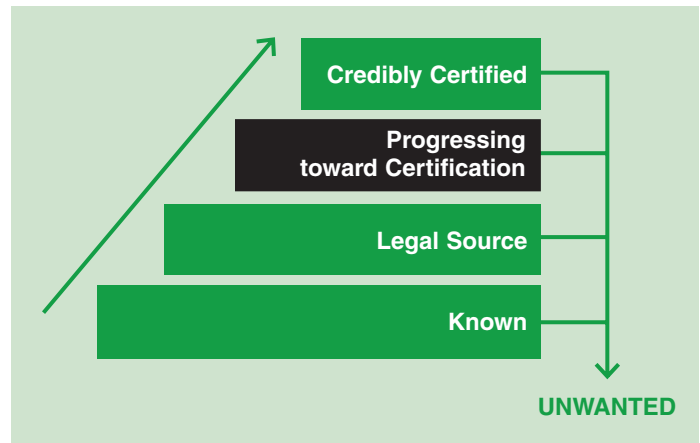 Credibly Certified
Progressing
toward Certification
Legal Source
Known
UNWANTED